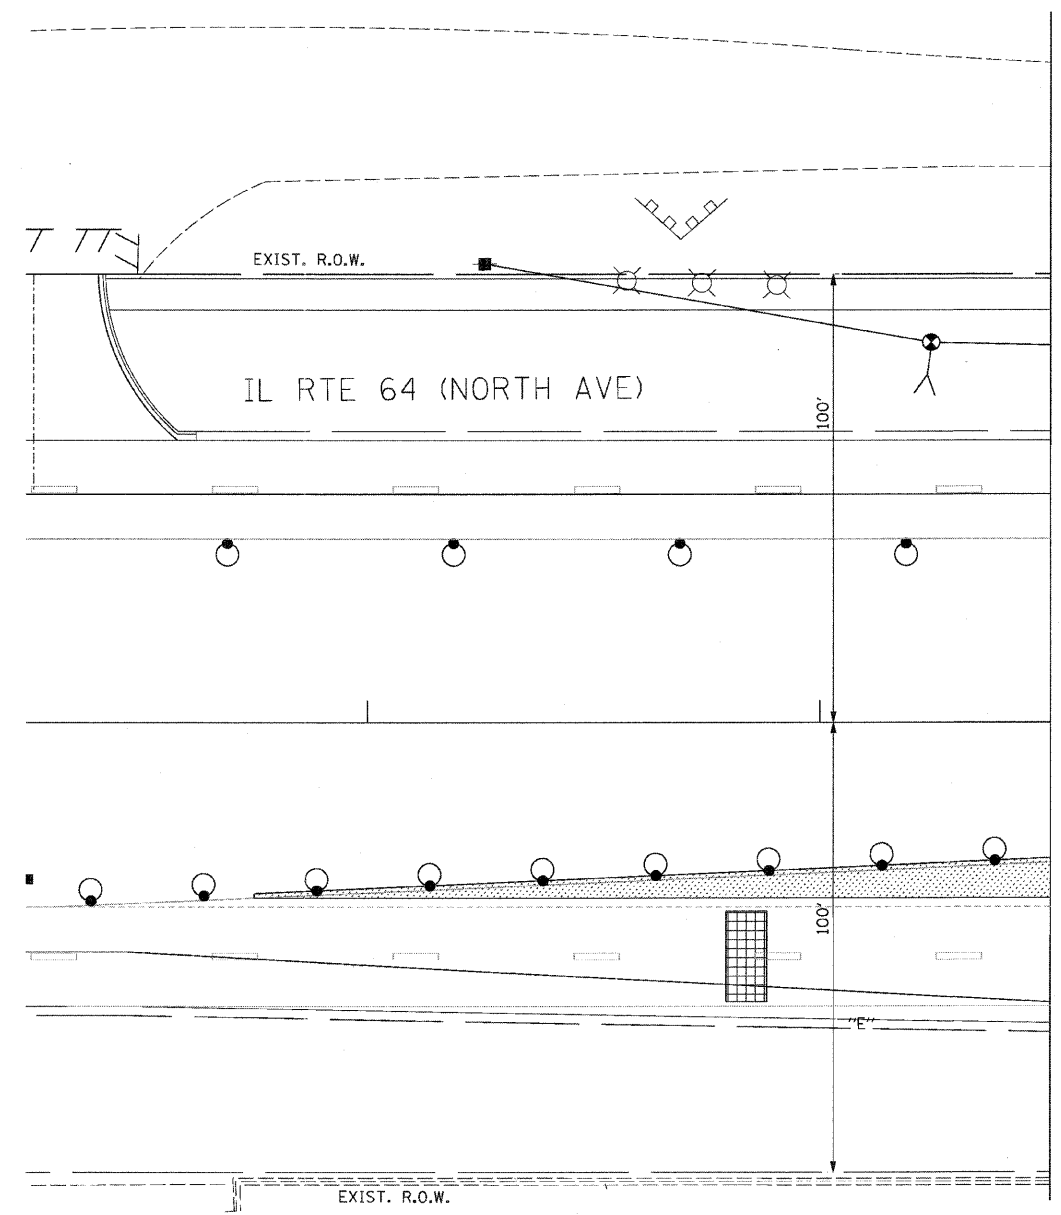 EXIST. R.O.W.
IL RTE 64 (NORTH AVE)
100'
100'
"E"
EXIST. R.O.W.